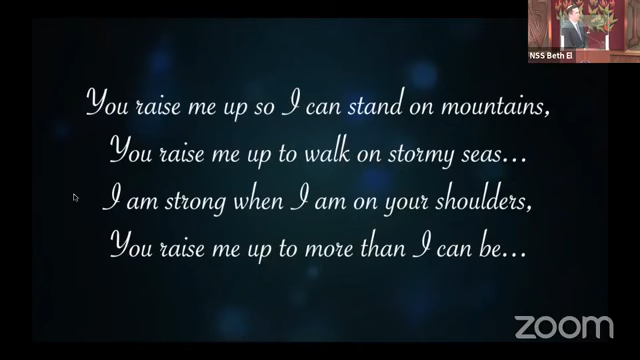 NSS Beth El
You raise me up so I can stand on mountains,
You raise me up to walk on stormy seas...
I am strong when I am on your shoulders,
You raise me up to more than I can be...
zoom